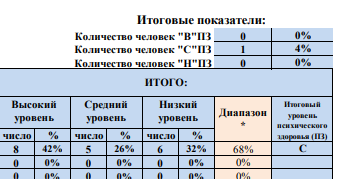 Итоговые показатели:
Количество человек "В"ПЗ 0 0%
Количество человек "С"ПЗ 1 4%
Количество человек "Н"ПЗ 0 0%
ИТОГО:
Высокий уровень Средний уровень Низкий уровень Диапазон * Итоговый уровень психического здоровья (ПЗ)
число % число % число %
8 42% 5 26% 6 32% 68% С
0 0% 0 0% 0 0% 0%
0 0% 0 0% 0 0% 0%